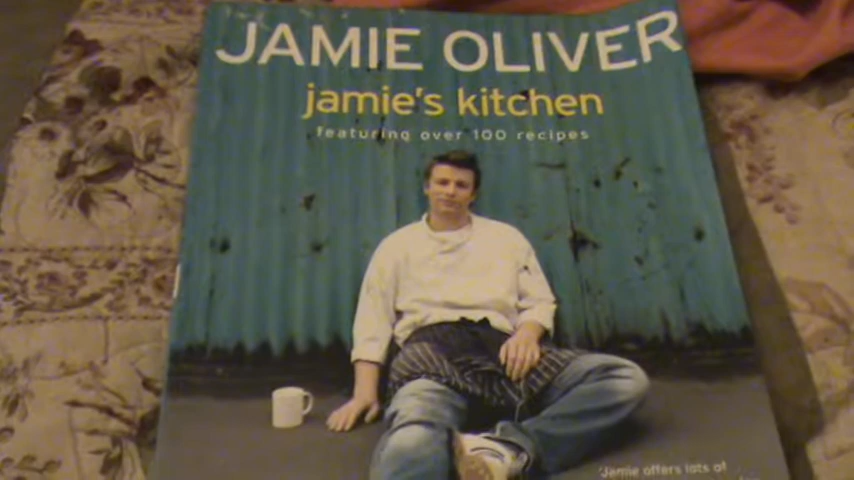 JAMIE OLIVER
jamie's kitchen
featuring over 100 recipes
'Jamie offers lots of